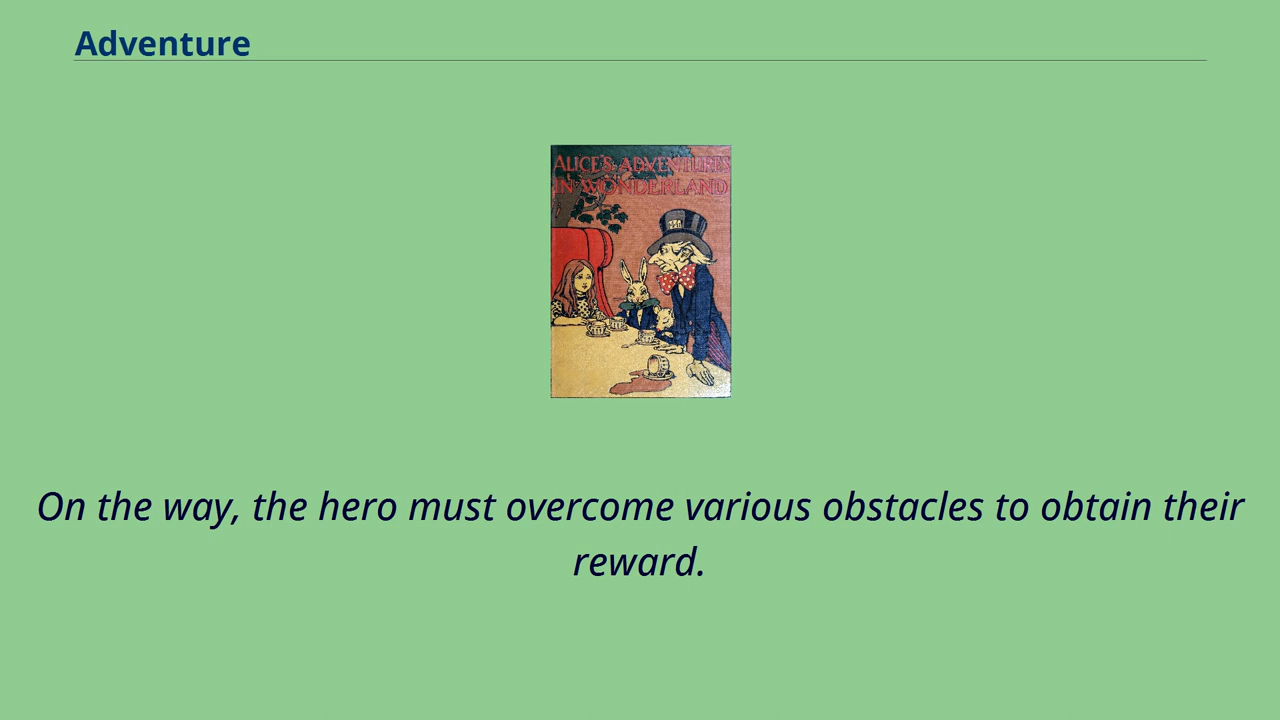 Adventure
ALICE'S ADVENTURES
IN WONDERLAND
On the way, the hero must overcome various obstacles to obtain their
reward.